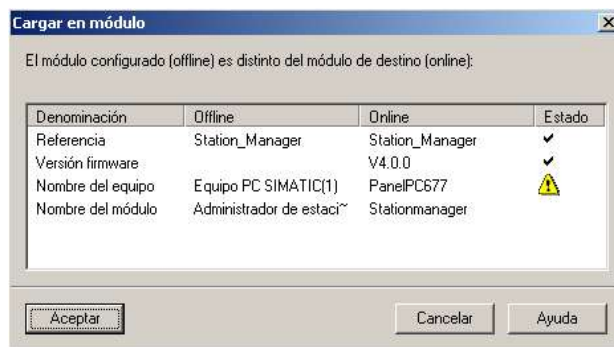 Cargar en módulo
El módulo configurado (offline) es distinto del módulo de destino (online):
Denominación Offline Online Estado
Referencia Station_Manager Station_Manager
Versión firmware V4.0.0
Nombre del equipo Equipo PC SIMATIC(1) PanelPC677
Nombre del módulo Administrador de estaci~ Stationmanager
Aceptar Cancelar Ayuda